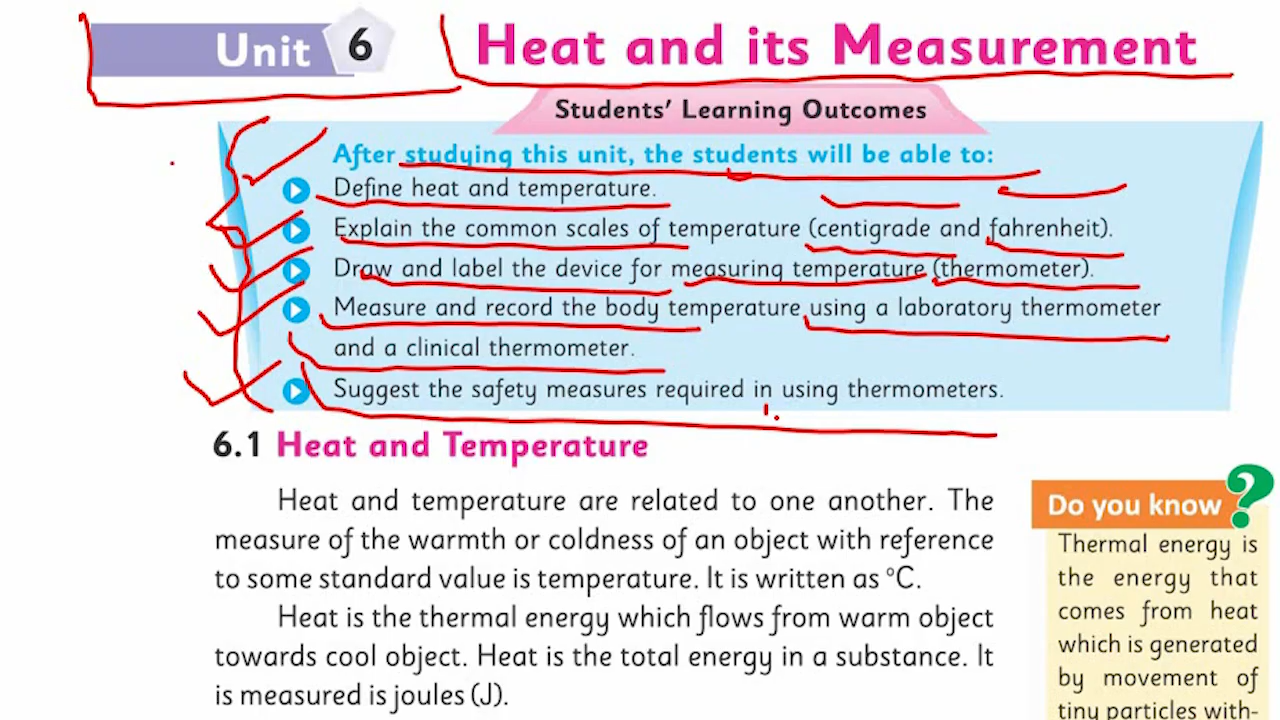 Unit 6
Heat and its Measurement
Students' Learning Outcomes
After studying this unit, the students will be able to:
Define heat and temperature.
Explain the common scales of temperature (centigrade and fahrenheit).
Draw and label the device for measuring temperature (thermometer).
Measure and record the body temperature using a laboratory thermometer
and a clinical thermometer.
Suggest the safety measures required in using thermometers.
6.1 Heat and Temperature
Heat and temperature are related to one another. The
measure of the warmth or coldness of an object with reference
to some standard value is temperature. It is written as °C.
Heat is the thermal energy which flows from warm object
towards cool object. Heat is the total energy in a substance. It
is measured is joules (J).
Do you know ?
Thermal energy is
the energy that
comes from heat
which is generated
by movement of
tiny particles with-